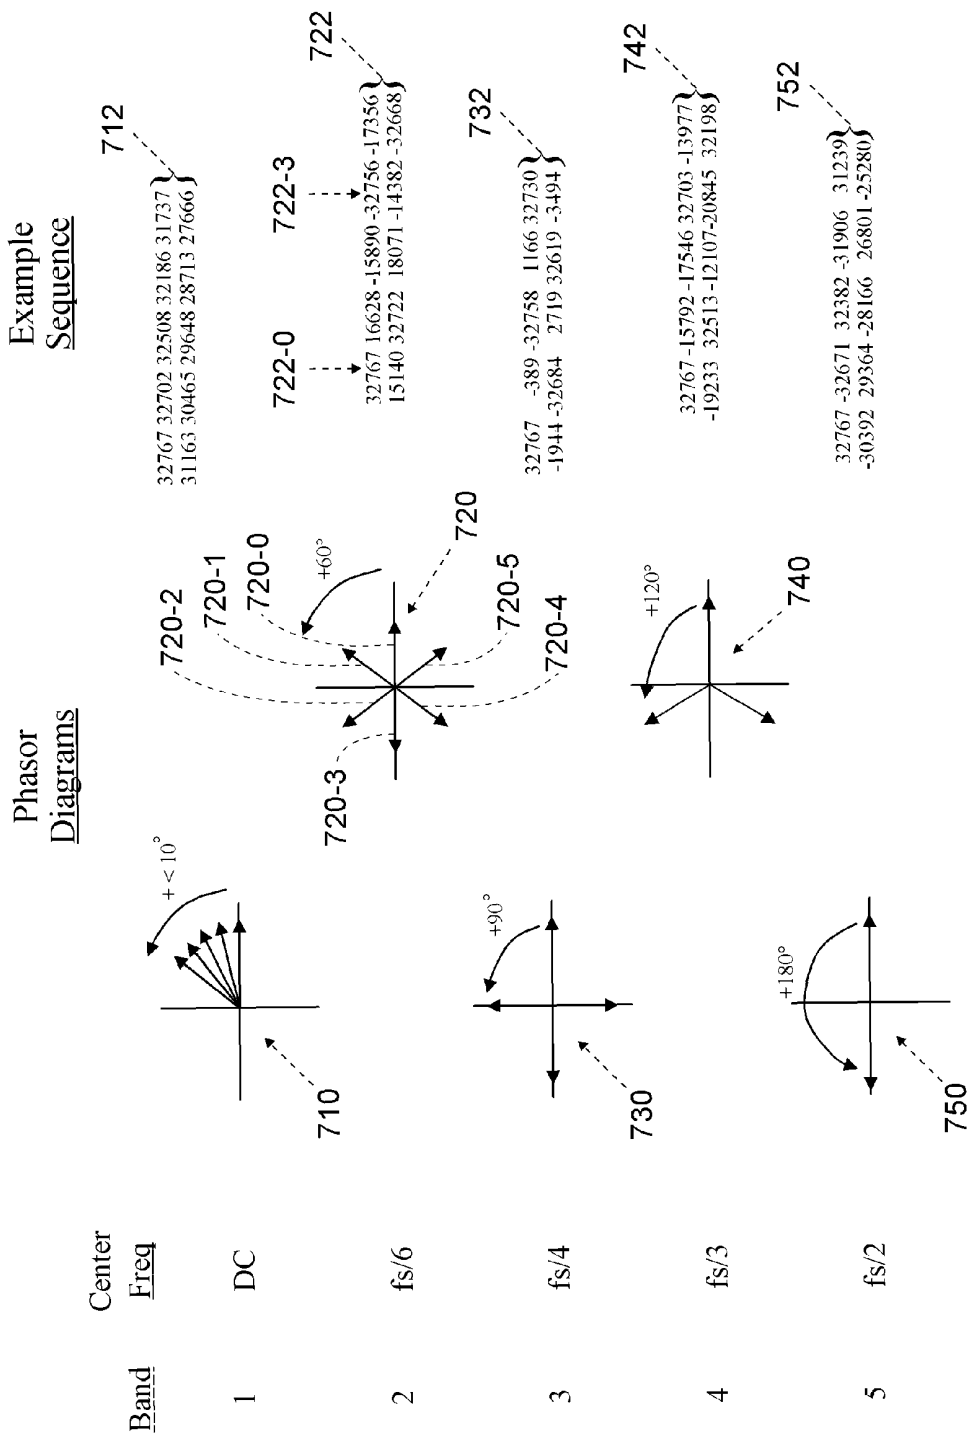 Band
Center
Freq
Phasor
Diagrams
Example
Sequence
1
DC
+ < 10°
710
32767 32702 32508 32186 31737
31163 30465 29648 28713 27666
712
2
fs/6
720-3
720-2
720-1
720-0
+60°
720
720-5
720-4
722-0
722-3
32767 16628 -15890 -32756 -17356
15140 32722 18071 -14382 -32668
722
3
fs/4
+90°
730
32767 -389 -32758 1166 32730
-1944 -32684 2719 32619 -3494
732
4
fs/3
+120°
740
32767 -15792 -17546 32703 -13977
-19233 32513 -12107 -20845 32198
742
5
fs/2
+180°
750
32767 -32671 32382 -31906 31239
-30392 29364 -28166 26801 -25280
752